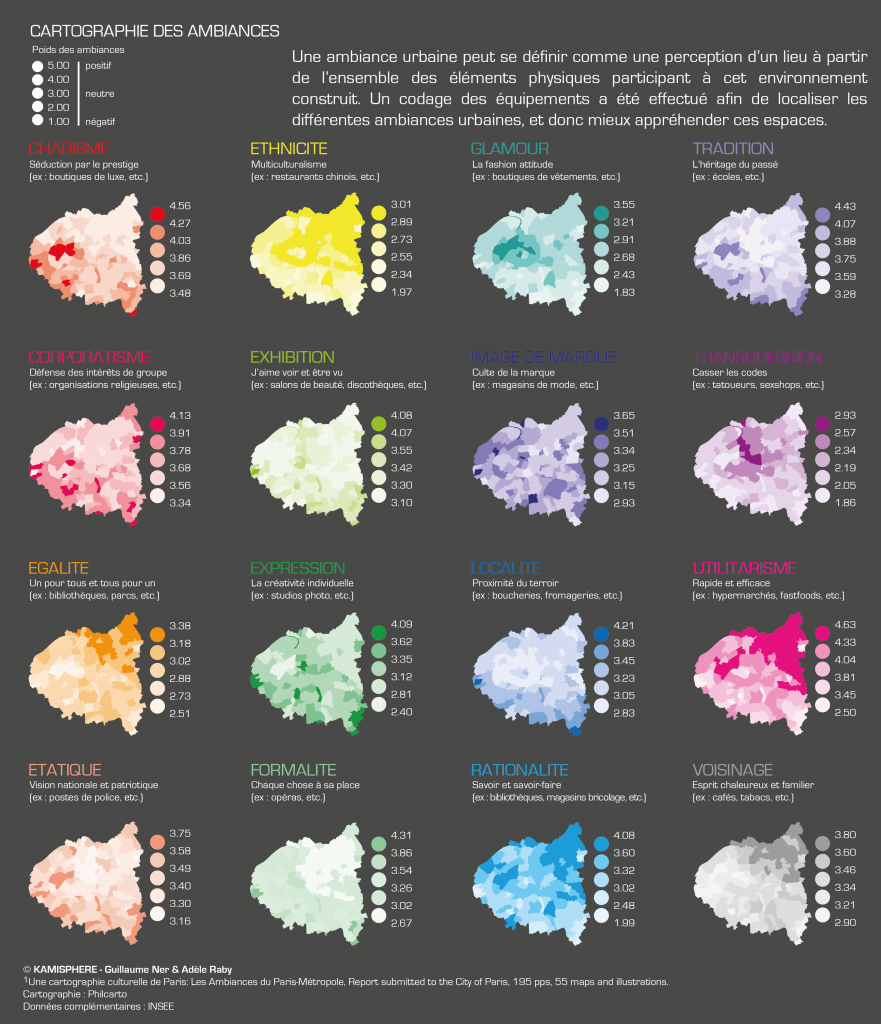 CARTOGRAPHIE DES AMBIANCES
Poids des ambiances
5.00 positif
4.00
3.00 neutre
2.00
1.00 négatif
Une ambiance urbaine peut se définir comme une perception d'un lieu à partir
de l'ensemble des éléments physiques participant à cet environnement
construit. Un codage des équipements a été effectué afin de localiser les
différentes ambiances urbaines, et donc mieux appréhender ces espaces.
CHARISME
Séduction par le prestige
(ex : boutiques de luxe, etc.)
4.56
4.27
4.03
3.86
3.69
3.48
ETHNICITE
Multiculturalisme
(ex : restaurants chinois, etc.)
3.01
2.89
2.73
2.55
2.34
1.97
GLAMOUR
La fashion attitude
(ex : boutiques de vêtements, etc.)
3.55
3.21
2.91
2.68
2.43
1.83
TRADITION
L'héritage du passé
(ex : écoles, etc.)
4.43
4.07
3.88
3.75
3.59
3.28
CORPORATISME
Défense des intérêts de groupe
(ex : organisations religieuses, etc.)
4.13
3.91
3.78
3.68
3.56
3.34
EXHIBITION
J'aime voir et être vu
(ex : salons de beauté, discothèques, etc.)
4.08
4.07
3.55
3.42
3.30
3.10
IMAGE DE MARQUE
Culte de la marque
(ex : magasins de mode, etc.)
3.65
3.51
3.34
3.25
3.15
2.93
TRANSGRESSION
Casser les codes
(ex : tatoueurs, sexshops, etc.)
2.93
2.57
2.34
2.19
2.05
1.86
EGALITE
Un pour tous et tous pour un
(ex : bibliothèques, parcs, etc.)
3.38
3.18
3.02
2.88
2.73
2.51
EXPRESSION
La créativité individuelle
(ex : studios photo, etc.)
4.09
3.62
3.35
3.12
2.81
2.40
LOCALITE
Proximité du terroir
(ex : boucheries, fromageries, etc.)
4.21
3.83
3.45
3.23
3.05
2.83
UTILITARISME
Rapide et efficace
(ex : hypermarchés, fastfoods, etc.)
4.63
4.33
4.04
3.81
3.45
2.50
ETATIQUE
Vision nationale et patriotique
(ex : postes de police, etc.)
3.75
3.58
3.49
3.40
3.30
3.16
FORMALITE
Chaque chose à sa place
(ex : opéras, etc.)
4.31
3.86
3.54
3.26
3.02
2.67
RATIONALITE
Savoir et savoir-faire
(ex : bibliothèques, magasins bricolage, etc.)
4.08
3.60
3.32
3.02
2.48
1.99
VOISINAGE
Esprit chaleureux et familier
(ex : cafés, tabacs, etc.)
3.80
3.60
3.46
3.34
3.21
2.90
© KAMISPHERE - Guillaume Ner & Adèle Raby
¹Une cartographie culturelle de Paris: Les Ambiances du Paris-Métropole, Report submitted to the City of Paris, 195 pps, 55 maps and illustrations.
Cartographie : Philcarto
Données complémentaires : INSEE